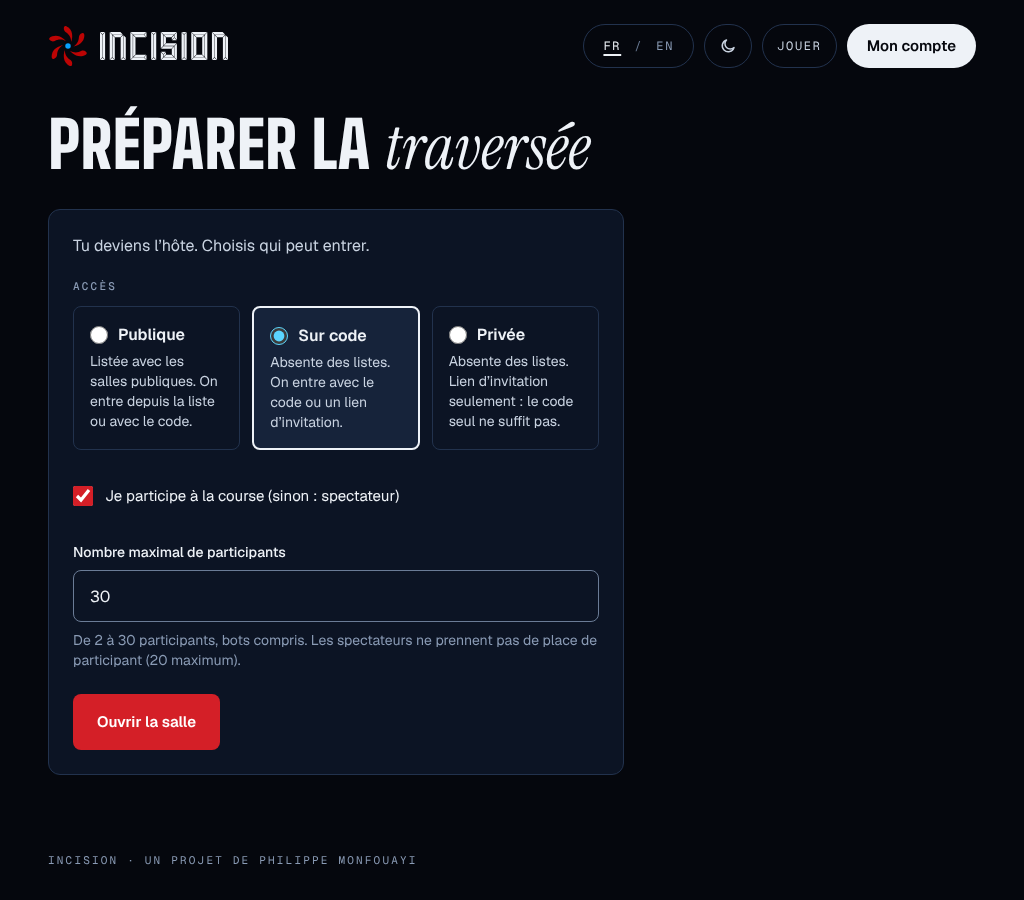 INCISION
FR / EN
JOUER
Mon compte
PRÉPARER LA traversée
Tu deviens l’hôte. Choisis qui peut entrer.
ACCÈS
Publique
Listée avec les
salles publiques. On
entre depuis la liste
ou avec le code.
Sur code
Absente des listes.
On entre avec le
code ou un lien
d’invitation.
Privée
Absente des listes.
Lien d’invitation
seulement : le code
seul ne suffit pas.
Je participe à la course (sinon : spectateur)
Nombre maximal de participants
30
De 2 à 30 participants, bots compris. Les spectateurs ne prennent pas de place de
participant (20 maximum).
Ouvrir la salle
INCISION · UN PROJET DE PHILIPPE MONFOUAYI